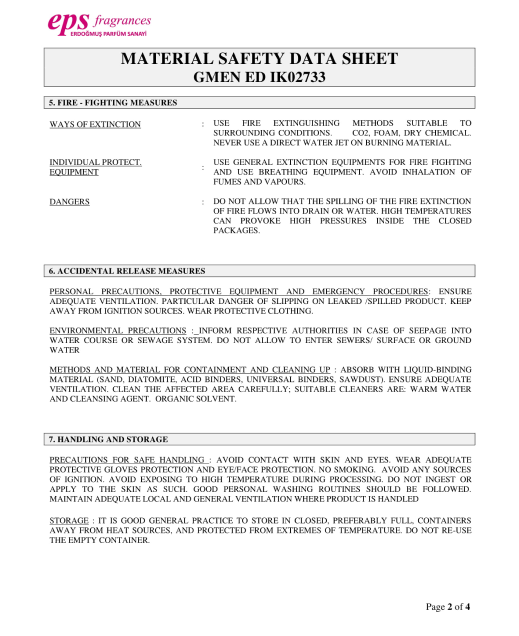 eps fragrances
ERDOĞMUŞ PARFÜM SANAYİ
MATERIAL SAFETY DATA SHEET
GMEN ED IK02733
5. FIRE - FIGHTING MEASURES
WAYS OF EXTINCTION : USE FIRE EXTINGUISHING METHODS SUITABLE TO
SURROUNDING CONDITIONS. CO2, FOAM, DRY CHEMICAL.
NEVER USE A DIRECT WATER JET ON BURNING MATERIAL.
INDIVIDUAL PROTECT. EQUIPMENT : USE GENERAL EXTINCTION EQUIPMENTS FOR FIRE FIGHTING
AND USE BREATHING EQUIPMENT. AVOID INHALATION OF
FUMES AND VAPOURS.
DANGERS : DO NOT ALLOW THAT THE SPILLING OF THE FIRE EXTINCTION
OF FIRE FLOWS INTO DRAIN OR WATER. HIGH TEMPERATURES
CAN PROVOKE HIGH PRESSURES INSIDE THE CLOSED
PACKAGES.
6. ACCIDENTAL RELEASE MEASURES
PERSONAL PRECAUTIONS, PROTECTIVE EQUIPMENT AND EMERGENCY PROCEDURES: ENSURE
ADEQUATE VENTILATION. PARTICULAR DANGER OF SLIPPING ON LEAKED /SPILLED PRODUCT. KEEP
AWAY FROM IGNITION SOURCES. WEAR PROTECTIVE CLOTHING.
ENVIRONMENTAL PRECAUTIONS : INFORM RESPECTIVE AUTHORITIES IN CASE OF SEEPAGE INTO
WATER COURSE OR SEWAGE SYSTEM. DO NOT ALLOW TO ENTER SEWERS/ SURFACE OR GROUND
WATER
METHODS AND MATERIAL FOR CONTAINMENT AND CLEANING UP : ABSORB WITH LIQUID-BINDING
MATERIAL (SAND, DIATOMITE, ACID BINDERS, UNIVERSAL BINDERS, SAWDUST). ENSURE ADEQUATE
VENTILATION. CLEAN THE AFFECTED AREA CAREFULLY; SUITABLE CLEANERS ARE: WARM WATER
AND CLEANSING AGENT. ORGANIC SOLVENT.
7. HANDLING AND STORAGE
PRECAUTIONS FOR SAFE HANDLING : AVOID CONTACT WITH SKIN AND EYES. WEAR ADEQUATE
PROTECTIVE GLOVES PROTECTION AND EYE/FACE PROTECTION. NO SMOKING. AVOID ANY SOURCES
OF IGNITION. AVOID EXPOSING TO HIGH TEMPERATURE DURING PROCESSING. DO NOT INGEST OR
APPLY TO THE SKIN AS SUCH. GOOD PERSONAL WASHING ROUTINES SHOULD BE FOLLOWED.
MAINTAIN ADEQUATE LOCAL AND GENERAL VENTILATION WHERE PRODUCT IS HANDLED
STORAGE : IT IS GOOD GENERAL PRACTICE TO STORE IN CLOSED, PREFERABLY FULL, CONTAINERS
AWAY FROM HEAT SOURCES, AND PROTECTED FROM EXTREMES OF TEMPERATURE. DO NOT RE-USE
THE EMPTY CONTAINER.
Page 2 of 4